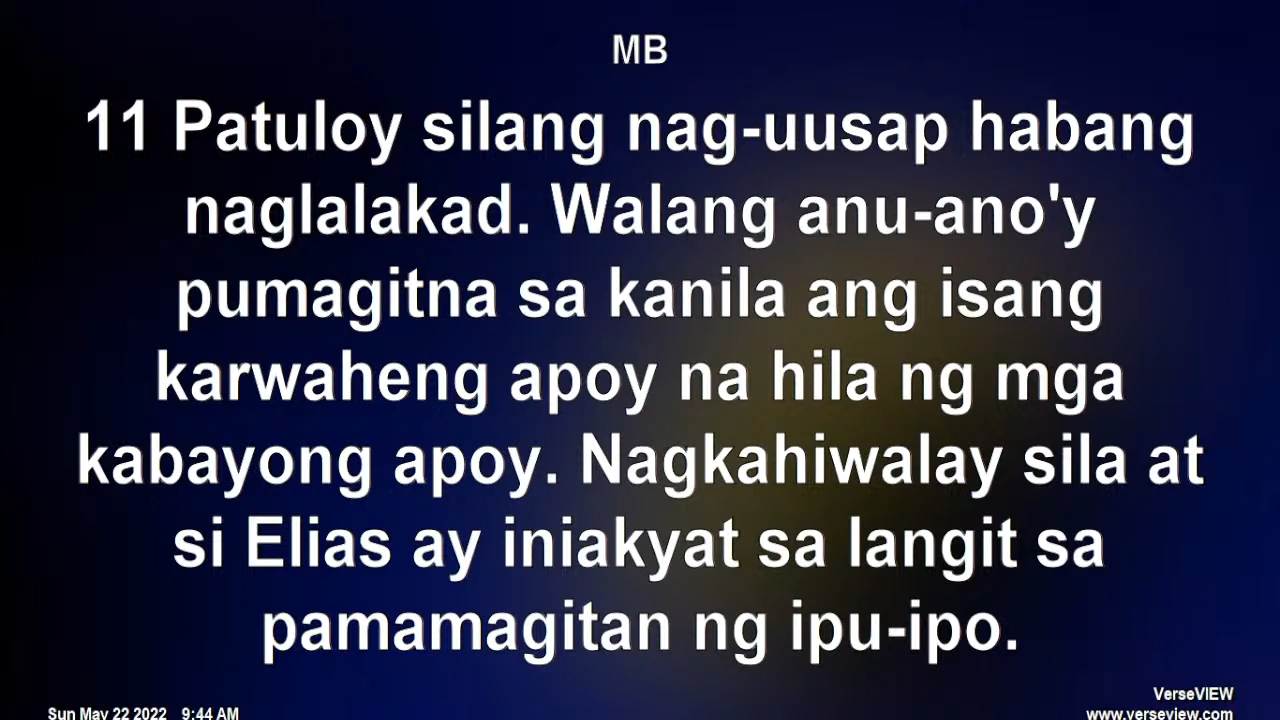 MB
11 Patuloy silang nag-uusap habang
naglalakad. Walang anu-ano'y
pumagitna sa kanila ang isang
karwaheng apoy na hila ng mga
kabayong apoy. Nagkahiwalay sila at
si Elias ay iniakyat sa langit sa
pamamagitan ng ipu-ipo.
VerseVIEW
Sun May 22 2022 9:44 AM
www.verseview.com